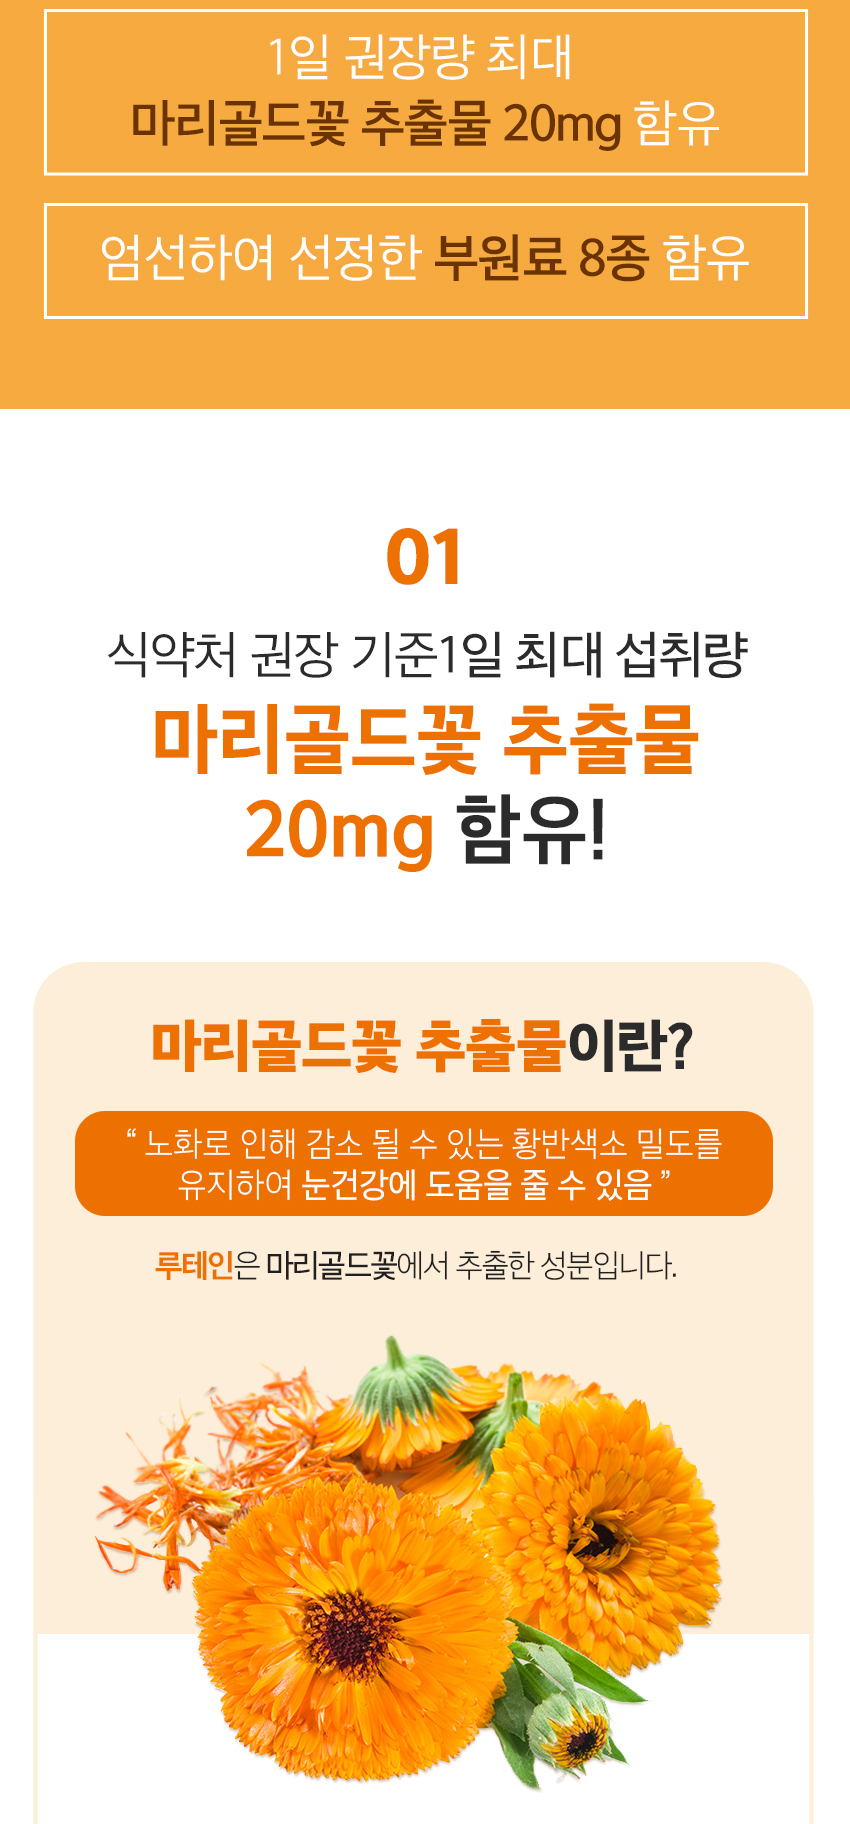 1일 권장량 최대
마리골드꽃 추출물 20mg 함유
엄선하여 선정한 부원료 8종 함유
01
식약처 권장 기준1일 최대 섭취량
마리골드꽃 추출물
20mg 함유!
마리골드꽃 추출물이란?
“ 노화로 인해 감소 될 수 있는 황반색소 밀도를
유지하여 눈건강에 도움을 줄 수 있음 ”
루테인은 마리골드꽃에서 추출한 성분입니다.